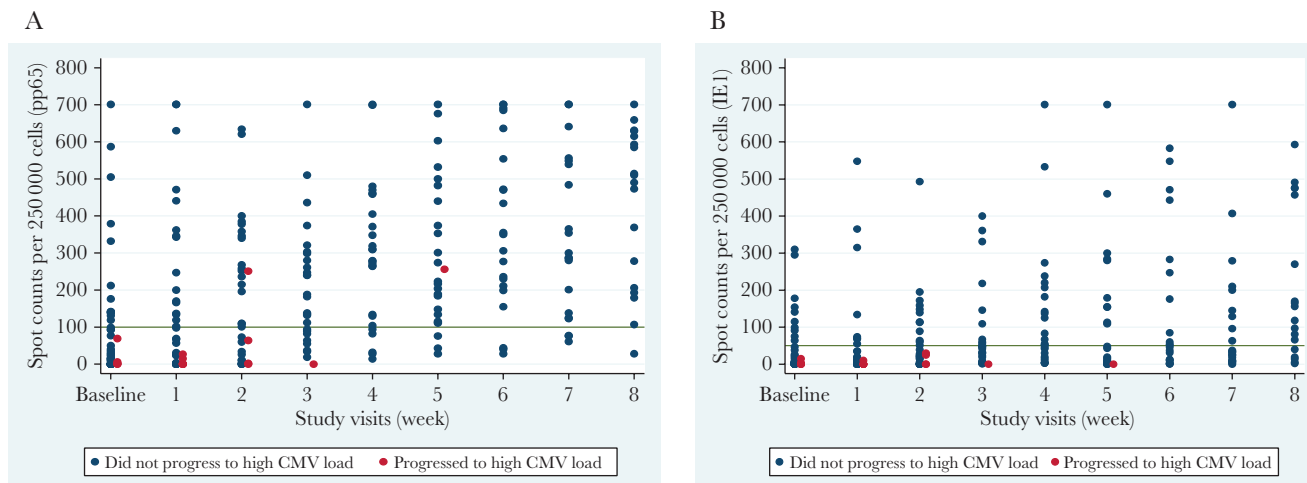 A
Spot counts per 250 000 cells (pp65)
800
700
600
500
400
300
200
100
0
Baseline 1 2 3 4 5 6 7 8
Study visits (week)
Did not progress to high CMV load Progressed to high CMV load
B
Spot counts per 250 000 cells (IE1)
800
700
600
500
400
300
200
100
0
Baseline 1 2 3 4 5 6 7 8
Study visits (week)
Did not progress to high CMV load Progressed to high CMV load